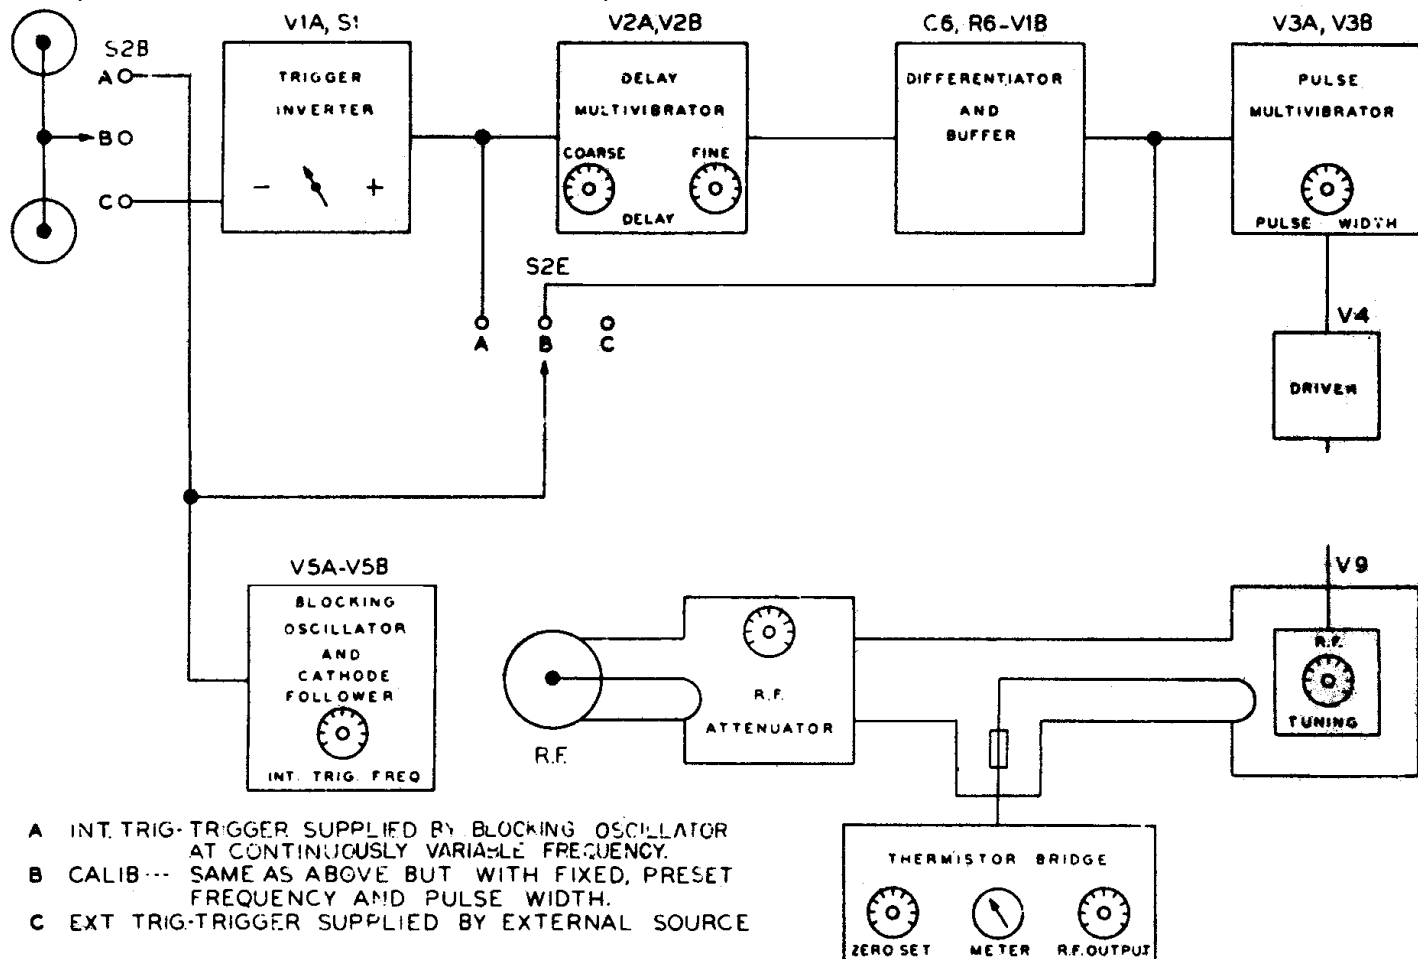 V1A, S1
V2A,V2B
C6, R6-V1B
V3A, V3B
S2B
A
B
C
TRIGGER
INVERTER
- +
DELAY
MULTIVIBRATOR
COARSE FINE
DELAY
DIFFERENTIATOR
AND
BUFFER
PULSE
MULTIVIBRATOR
PULSE WIDTH
S2E
A B C
V4
DRIVER
V5A-V5B
BLOCKING
OSCILLATOR
AND
CATHODE
FOLLOWER
INT. TRIG. FREQ
R.F.
R.F.
ATTENUATOR
V9
R.F.
TUNING
THERMISTOR BRIDGE
ZERO SET METER R.F. OUTPUT
A INT. TRIG-TRIGGER SUPPLIED BY BLOCKING OSCILLATOR
AT CONTINUOUSLY VARIABLE FREQUENCY.
B CALIB--- SAME AS ABOVE BUT WITH FIXED, PRESET
FREQUENCY AND PULSE WIDTH.
C EXT TRIG-TRIGGER SUPPLIED BY EXTERNAL SOURCE